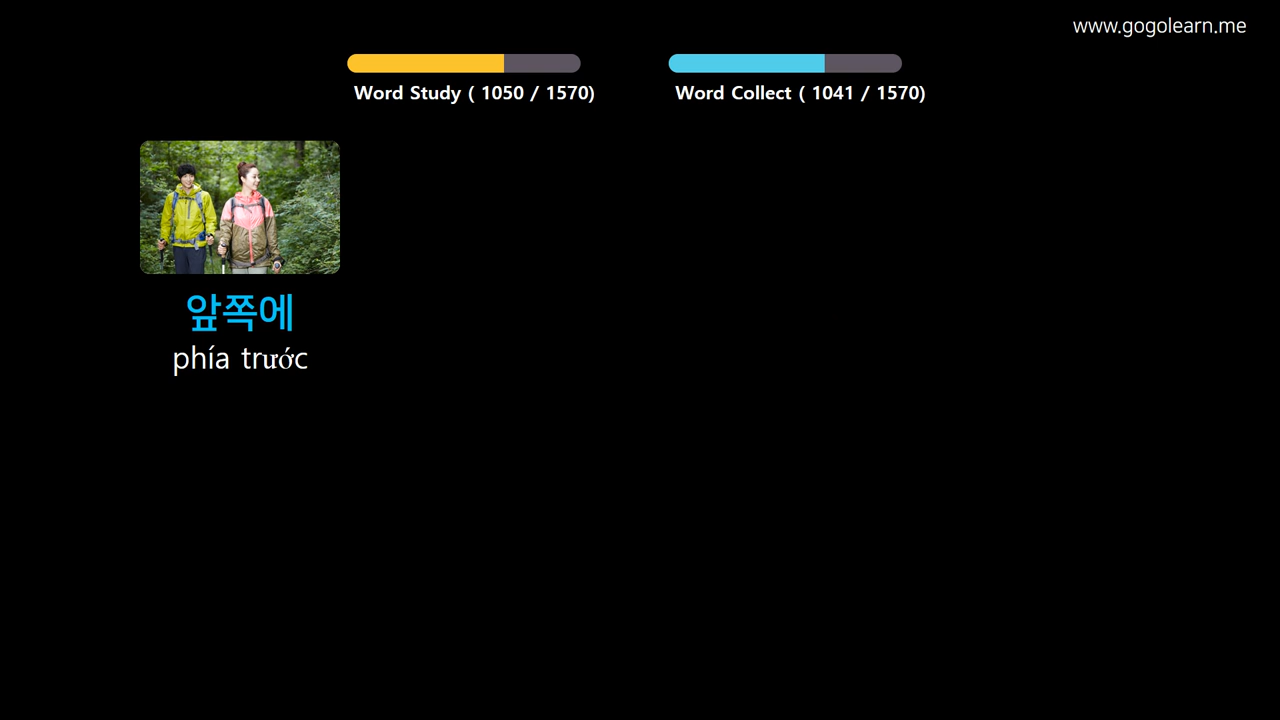 www.gogolearn.me
Word Study ( 1050 / 1570)
Word Collect ( 1041 / 1570)
앞쪽에
phía trước